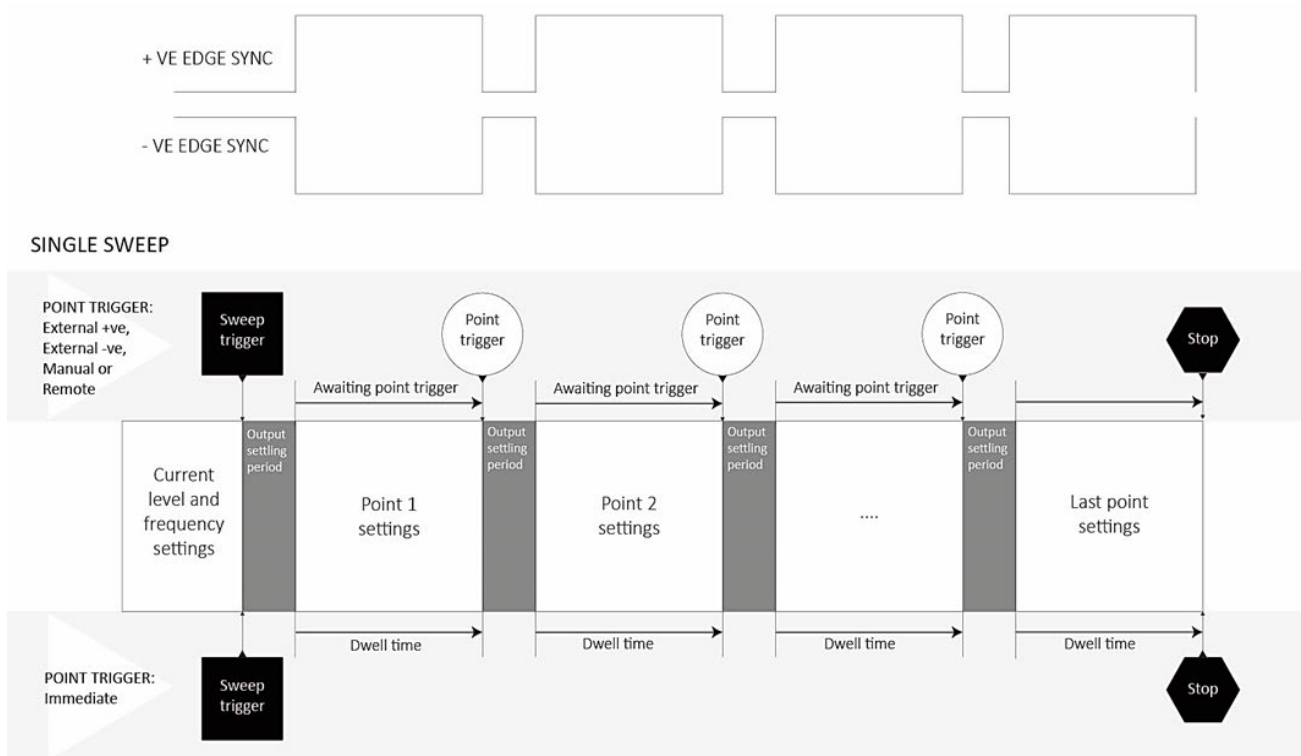 + VE EDGE SYNC
- VE EDGE SYNC
SINGLE SWEEP
POINT TRIGGER:
External +ve,
External -ve,
Manual or
Remote
Sweep
trigger
Point
trigger
Point
trigger
Point
trigger
Stop
Awaiting point trigger
Awaiting point trigger
Awaiting point trigger
Current
level and
frequency
settings
Output
settling
period
Point 1
settings
Output
settling
period
Point 2
settings
Output
settling
period
....
Output
settling
period
Last point
settings
Dwell time
Dwell time
Dwell time
Dwell time
POINT TRIGGER:
Immediate
Sweep
trigger
Stop